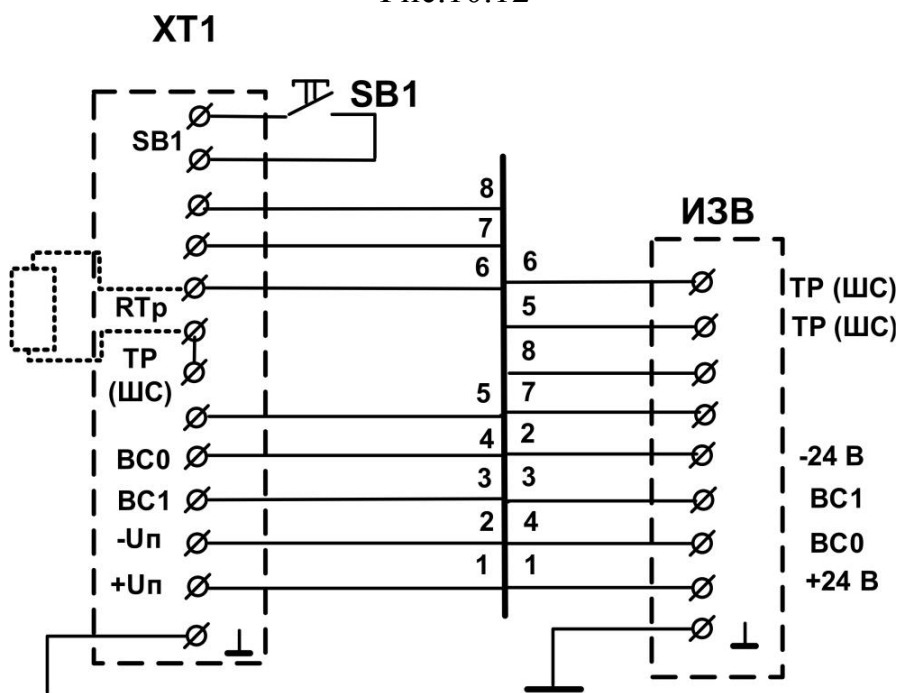 Рис.10.12
XT1
SB1
SB1
8
7
6
RTр
ТР
(ШС)
5
4
ВС0
3
ВС1
2
-Uп
1
+Uп
ИЗВ
6
ТР (ШС)
5
ТР (ШС)
8
7
2
-24 В
3
ВС1
4
ВС0
1
+24 В